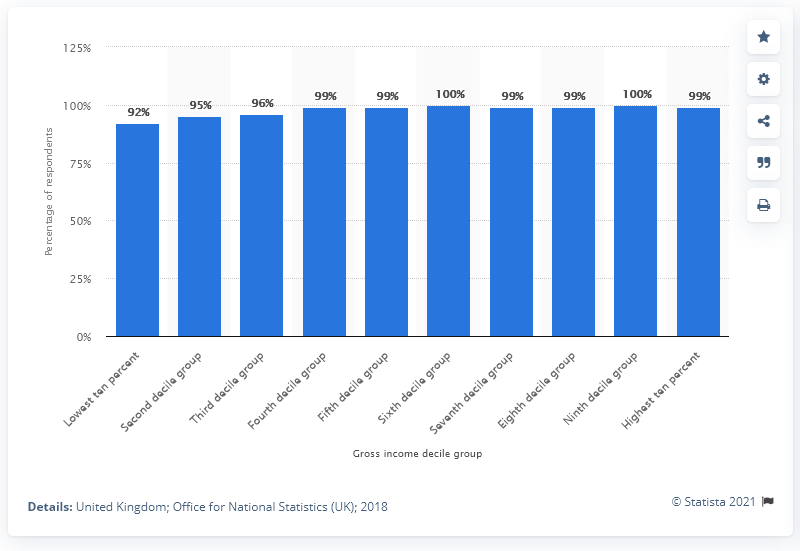 125%
100%
75%
50%
25%
0%
Percentage of respondents
92%
95%
96%
99%
99%
100%
99%
99%
100%
99%
Lowest ten percent
Second decile group
Third decile group
Fourth decile group
Fifth decile group
Sixth decile group
Seventh decile group
Eighth decile group
Ninth decile group
Highest ten percent
Gross income decile group
Details: United Kingdom; Office for National Statistics (UK); 2018
© Statista 2021